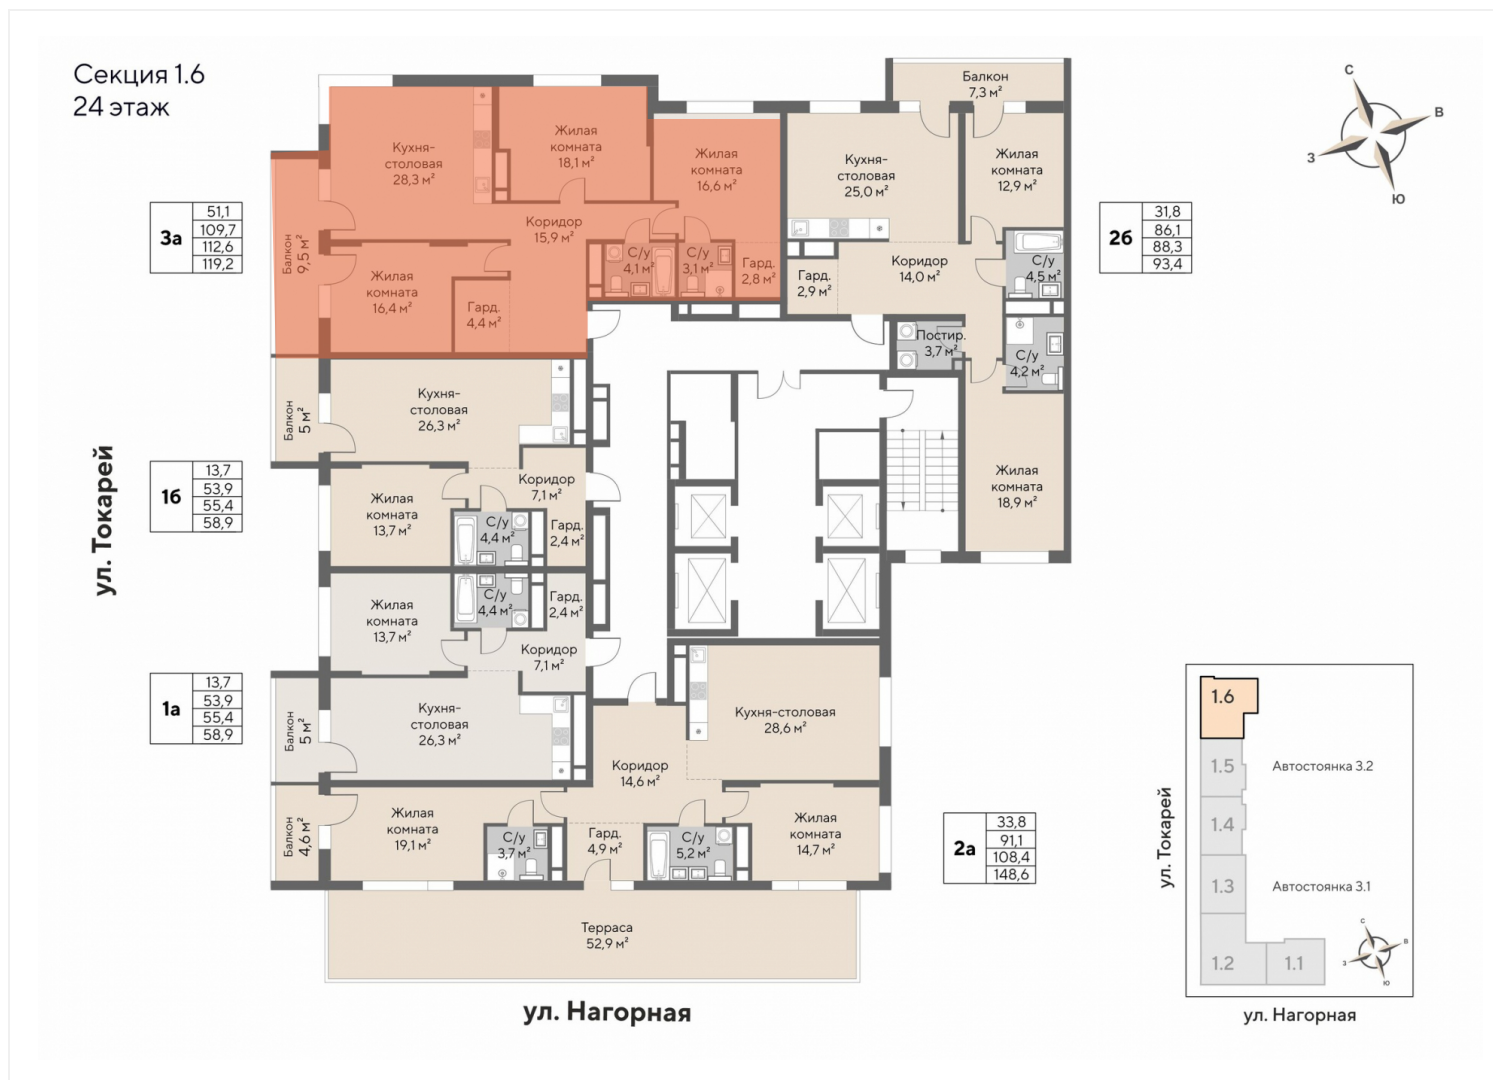 Секция 1.6
24 этаж
Балкон
7,3 м²
С
В
З
Ю
Кухня-
столовая
28,3 м²
Жилая
комната
18,1 м²
Жилая
комната
16,6 м²
Кухня-
столовая
25,0 м²
Жилая
комната
12,9 м²
3а
51,1
109,7
112,6
119,2
Балкон
9,5 м²
Коридор
15,9 м²
С/у
4,1 м²
С/у
3,1 м²
Гард.
2,8 м²
Гард.
2,9 м²
Коридор
14,0 м²
С/у
4,5 м²
2б
31,8
86,1
88,3
93,4
Жилая
комната
16,4 м²
Гард.
4,4 м²
Постир.
3,7 м²
С/у
4,2 м²
Балкон
5 м²
Кухня-
столовая
26,3 м²
ул. Токарей
1б
13,7
53,9
55,4
58,9
Коридор
7,1 м²
Жилая
комната
13,7 м²
С/у
4,4 м²
Гард.
2,4 м²
Жилая
комната
18,9 м²
Жилая
комната
13,7 м²
С/у
4,4 м²
Гард.
2,4 м²
Коридор
7,1 м²
1а
13,7
53,9
55,4
58,9
Балкон
5 м²
Кухня-
столовая
26,3 м²
Кухня-столовая
28,6 м²
Коридор
14,6 м²
Балкон
4,6 м²
Жилая
комната
19,1 м²
С/у
3,7 м²
Гард.
4,9 м²
С/у
5,2 м²
Жилая
комната
14,7 м²
2а
33,8
91,1
108,4
148,6
Терраса
52,9 м²
ул. Нагорная
1.6
1.5
Автостоянка 3.2
1.4
ул. Токарей
1.3
Автостоянка 3.1
1.2
1.1
С
В
З
Ю
ул. Нагорная